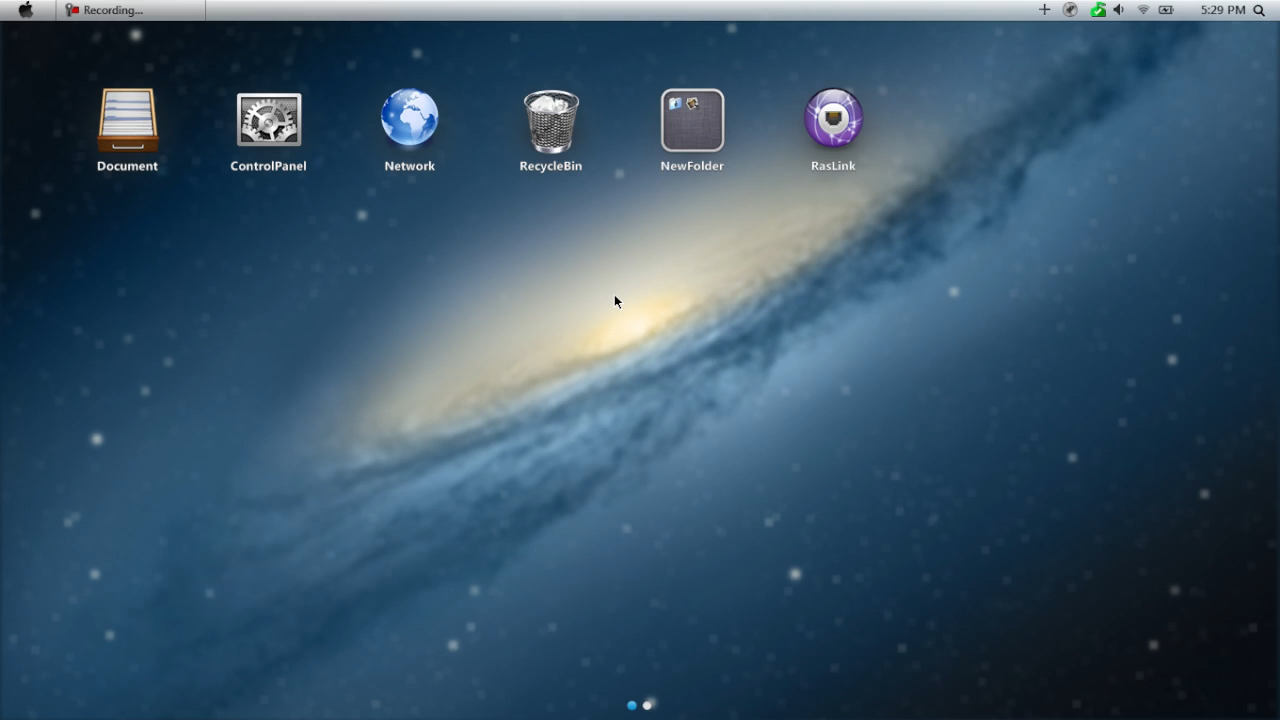 Recording...
5:29 PM
Document
ControlPanel
Network
RecycleBin
NewFolder
RasLink